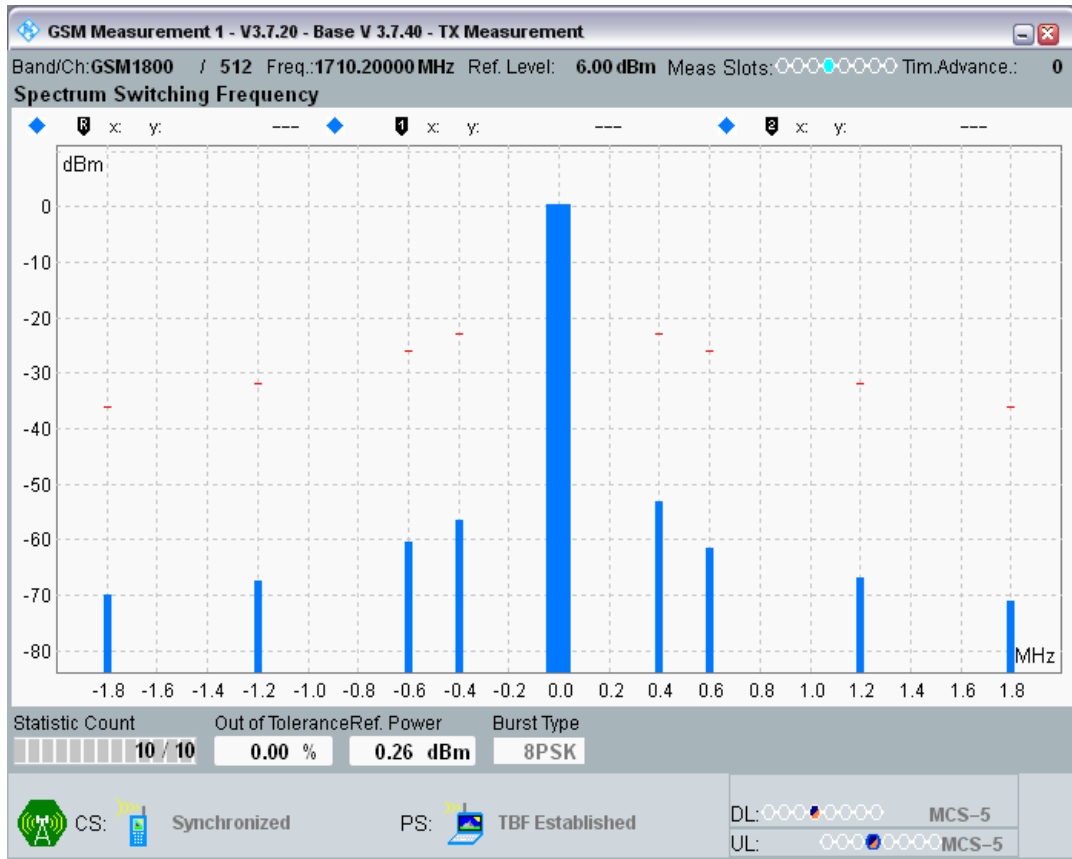 GSM Measurement 1 - V3.7.20 - Base V 3.7.40 - TX Measurement
Band/Ch:GSM1800 / 512 Freq.:1710.20000 MHz Ref. Level: 6.00 dBm Meas Slots: Tim.Advance.: 0
Spectrum Switching Frequency
R x: y: --- 1 x: y: --- 2 x: y: ---
dBm
0
-10
-20
-30
-40
-50
-60
-70
-80
MHz
-1.8 -1.6 -1.4 -1.2 -1.0 -0.8 -0.6 -0.4 -0.2 0.0 0.2 0.4 0.6 0.8 1.0 1.2 1.4 1.6 1.8
Statistic Count Out of Tolerance Ref. Power Burst Type
10 / 10 0.00 % 0.26 dBm 8PSK
CS: Synchronized PS: TBF Established DL: MCS-5
UL: MCS-5